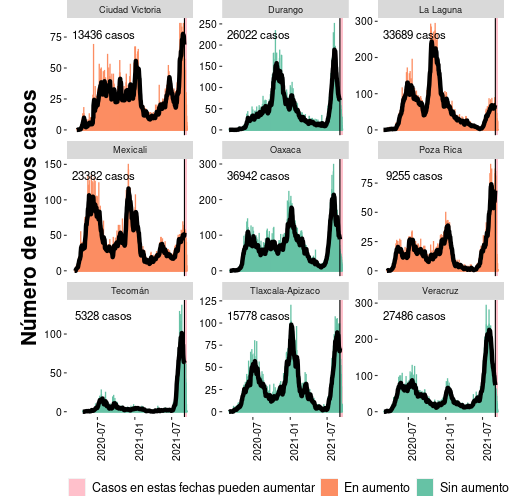 Ciudad Victoria Durango La Laguna
13436 casos 26022 casos 33689 casos
75 50 25 0
250 200 150 100 50 0
300 200 100 0
Mexicali Oaxaca Poza Rica
23382 casos 36942 casos 9255 casos
150 100 50 0
300 200 100 0
75 50 25 0
Tecomán Tlaxcala-Apizaco Veracruz
5328 casos 15778 casos 27486 casos
100 50 0
125 100 75 50 25 0
300 200 100 0
2020-07 2021-01 2021-07
2020-07 2021-01 2021-07
2020-07 2021-01 2021-07
Número de nuevos casos
Casos en estas fechas pueden aumentar En aumento Sin aumento